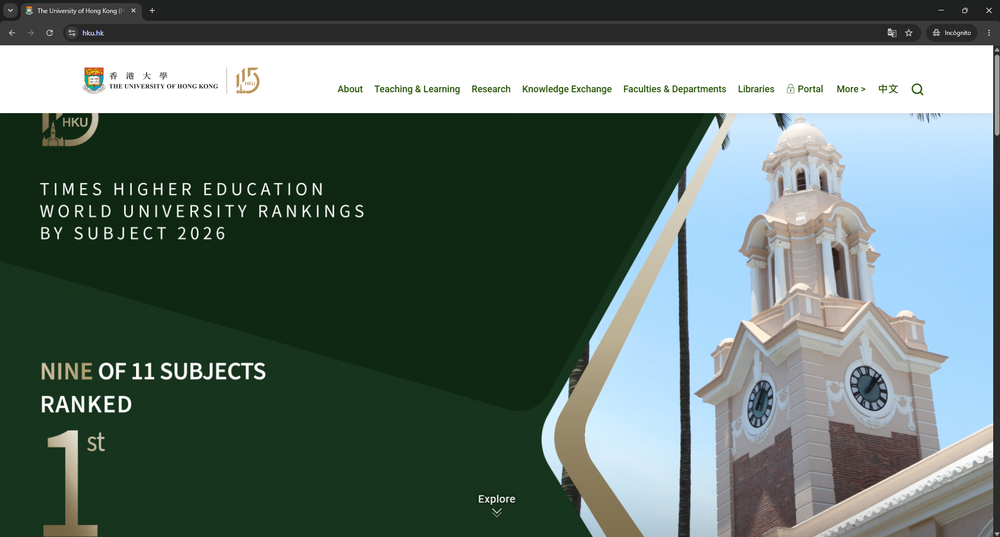 The University of Hong Kong (H
hku.hk
Incógnito
香港大學
THE UNIVERSITY OF HONG KONG
115
HKU
About
Teaching & Learning
Research
Knowledge Exchange
Faculties & Departments
Libraries
Portal
More >
中文
HKU
TIMES HIGHER EDUCATION
WORLD UNIVERSITY RANKINGS
BY SUBJECT 2026
NINE OF 11 SUBJECTS
RANKED
1st
Explore